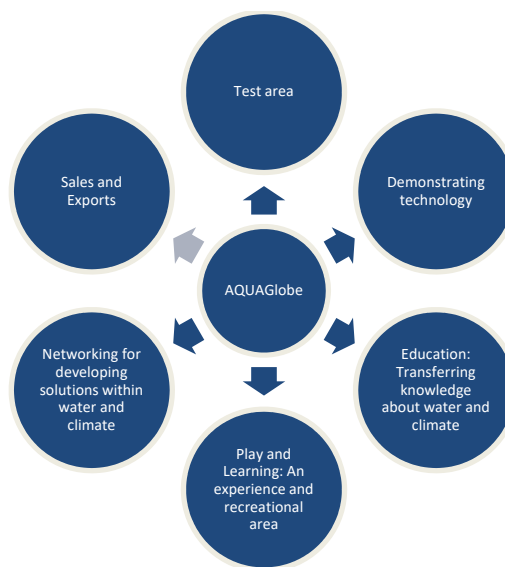 Test area
Sales and
Exports
Demonstrating
technology
AQUAGlobe
Networking for
developing
solutions within
water and
climate
Education:
Transferring
knowledge
about water and
climate
Play and
Learning: An
experience and
recreational
area